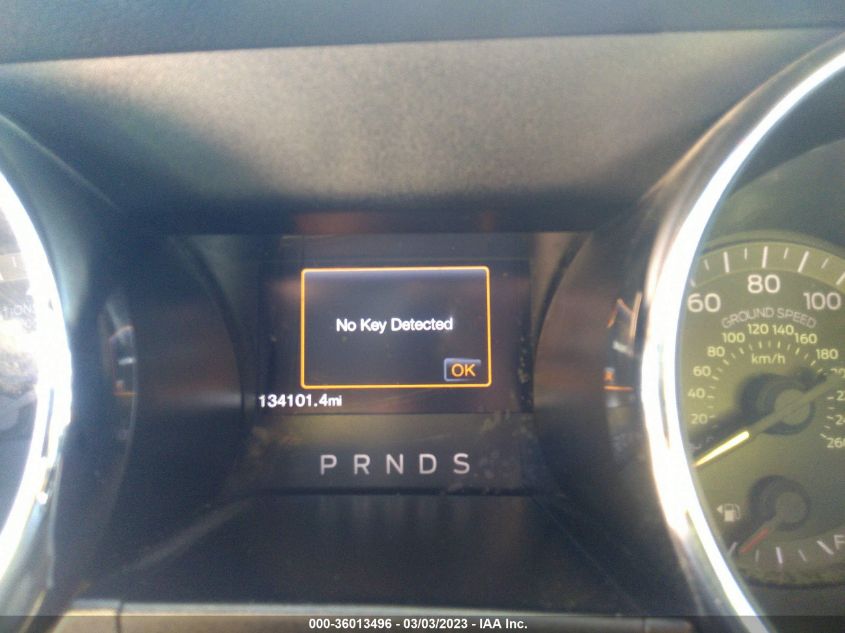 60 80 100
GROUND SPEED
100 120 140 160
80 km/h 180
60
40
20
260
No Key Detected
OK
134101.4mi
P R N D S
F
000-36013496 - 03/03/2023 - IAA Inc.